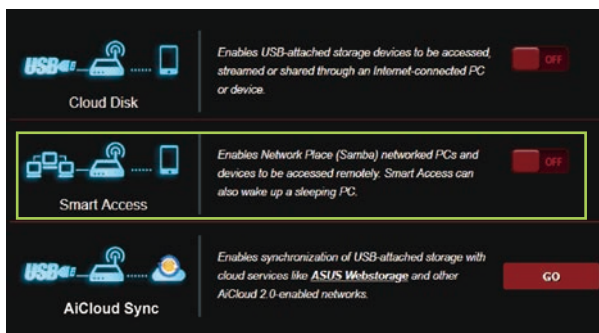 Enables USB-attached storage devices to be accessed,
streamed or shared through an Internet-connected PC
or device.
OFF
USB
Cloud Disk
Enables Network Place (Samba) networked PCs and
devices to be accessed remotely. Smart Access can
also wake up a sleeping PC.
OFF
Smart Access
Enables synchronization of USB-attached storage with
cloud services like ASUS Webstorage and other
AiCloud 2.0-enabled networks.
GO
USB
AiCloud Sync